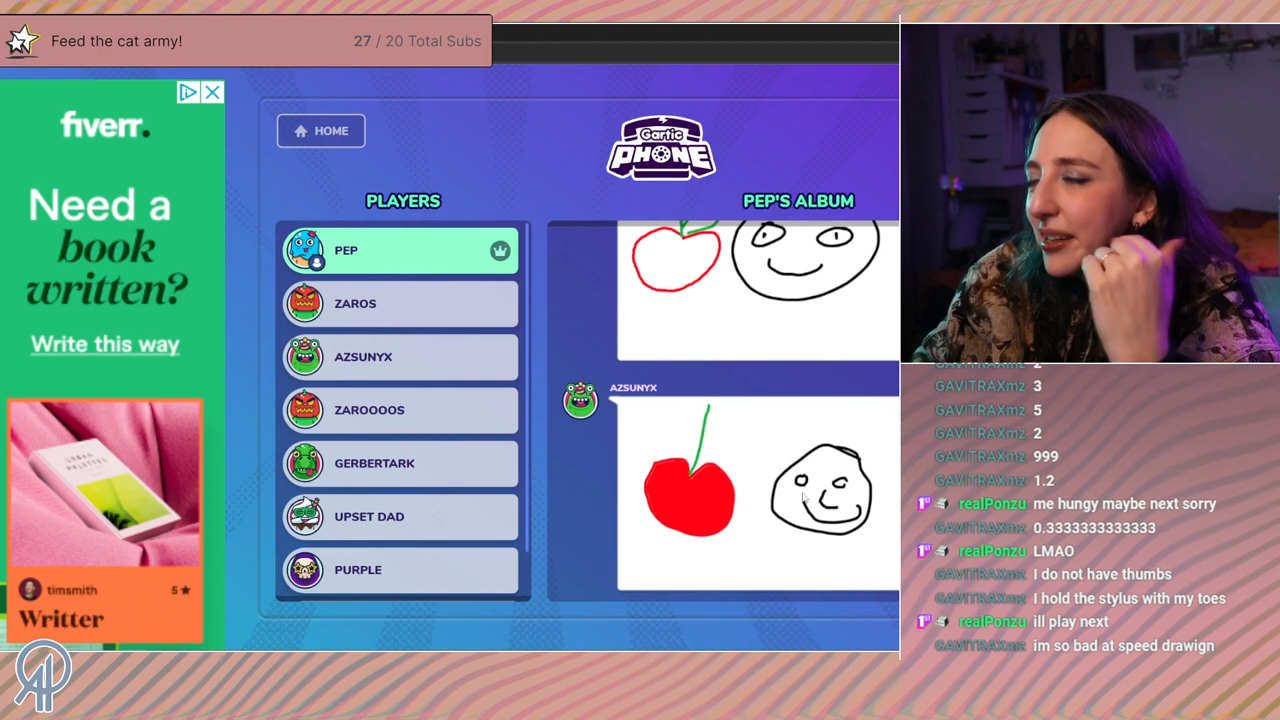 Feed the cat army!
27 / 20 Total Subs
fiverr.
Need a
book
written?
Write this way
timsmith
5★
Writter
HOME
Gartic
PHONE
PLAYERS
PEP
ZAROS
AZSUNYX
ZAROOOOS
GERBERTARK
UPSET DAD
PURPLE
PEP'S ALBUM
AZSUNYX
GAVITRAXmz 2
GAVITRAXmz 3
GAVITRAXmz 5
GAVITRAXmz 2
GAVITRAXmz 999
GAVITRAXmz 1.2
realPonzu me hungy maybe next sorry
GAVITRAXmz 0.3333333333333
realPonzu LMAO
GAVITRAXmz I do not have thumbs
GAVITRAXmz I hold the stylus with my toes
realPonzu ill play next
GAVITRAXmz im so bad at speed drawign